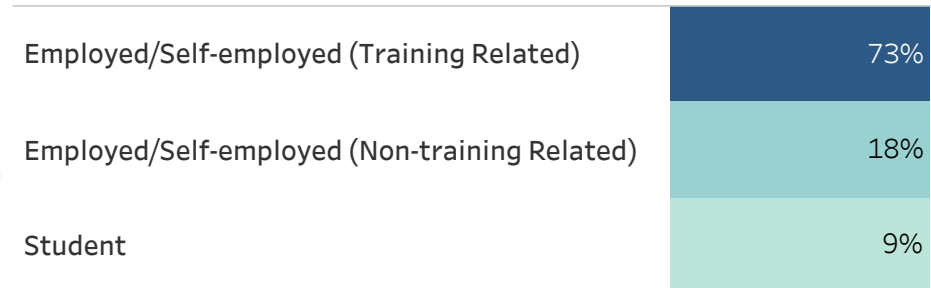 Employed/Self-employed (Training Related) 73%
Employed/Self-employed (Non-training Related) 18%
Student 9%